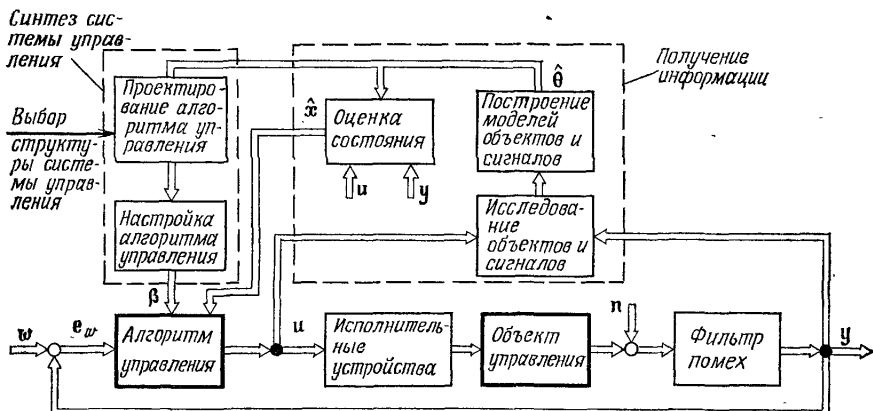 Синтез сис-
темы управ-
ления
Выбор
структу-
ры систе-
мы управ-
ления
Проектиро-
вание алго-
ритма уп-
равления
Настройка
алгоритма
управления
β
x̂
Оценка
состояния
u
y
θ̂
Построение
моделей
объектов и
сигналов
Исследова-
ние
объектов и
сигналов
Получение
информации
w
e_w
Алгоритм
управления
u
Исполнитель-
ные
устройства
Объект
управления
n
Фильтр
помех
y